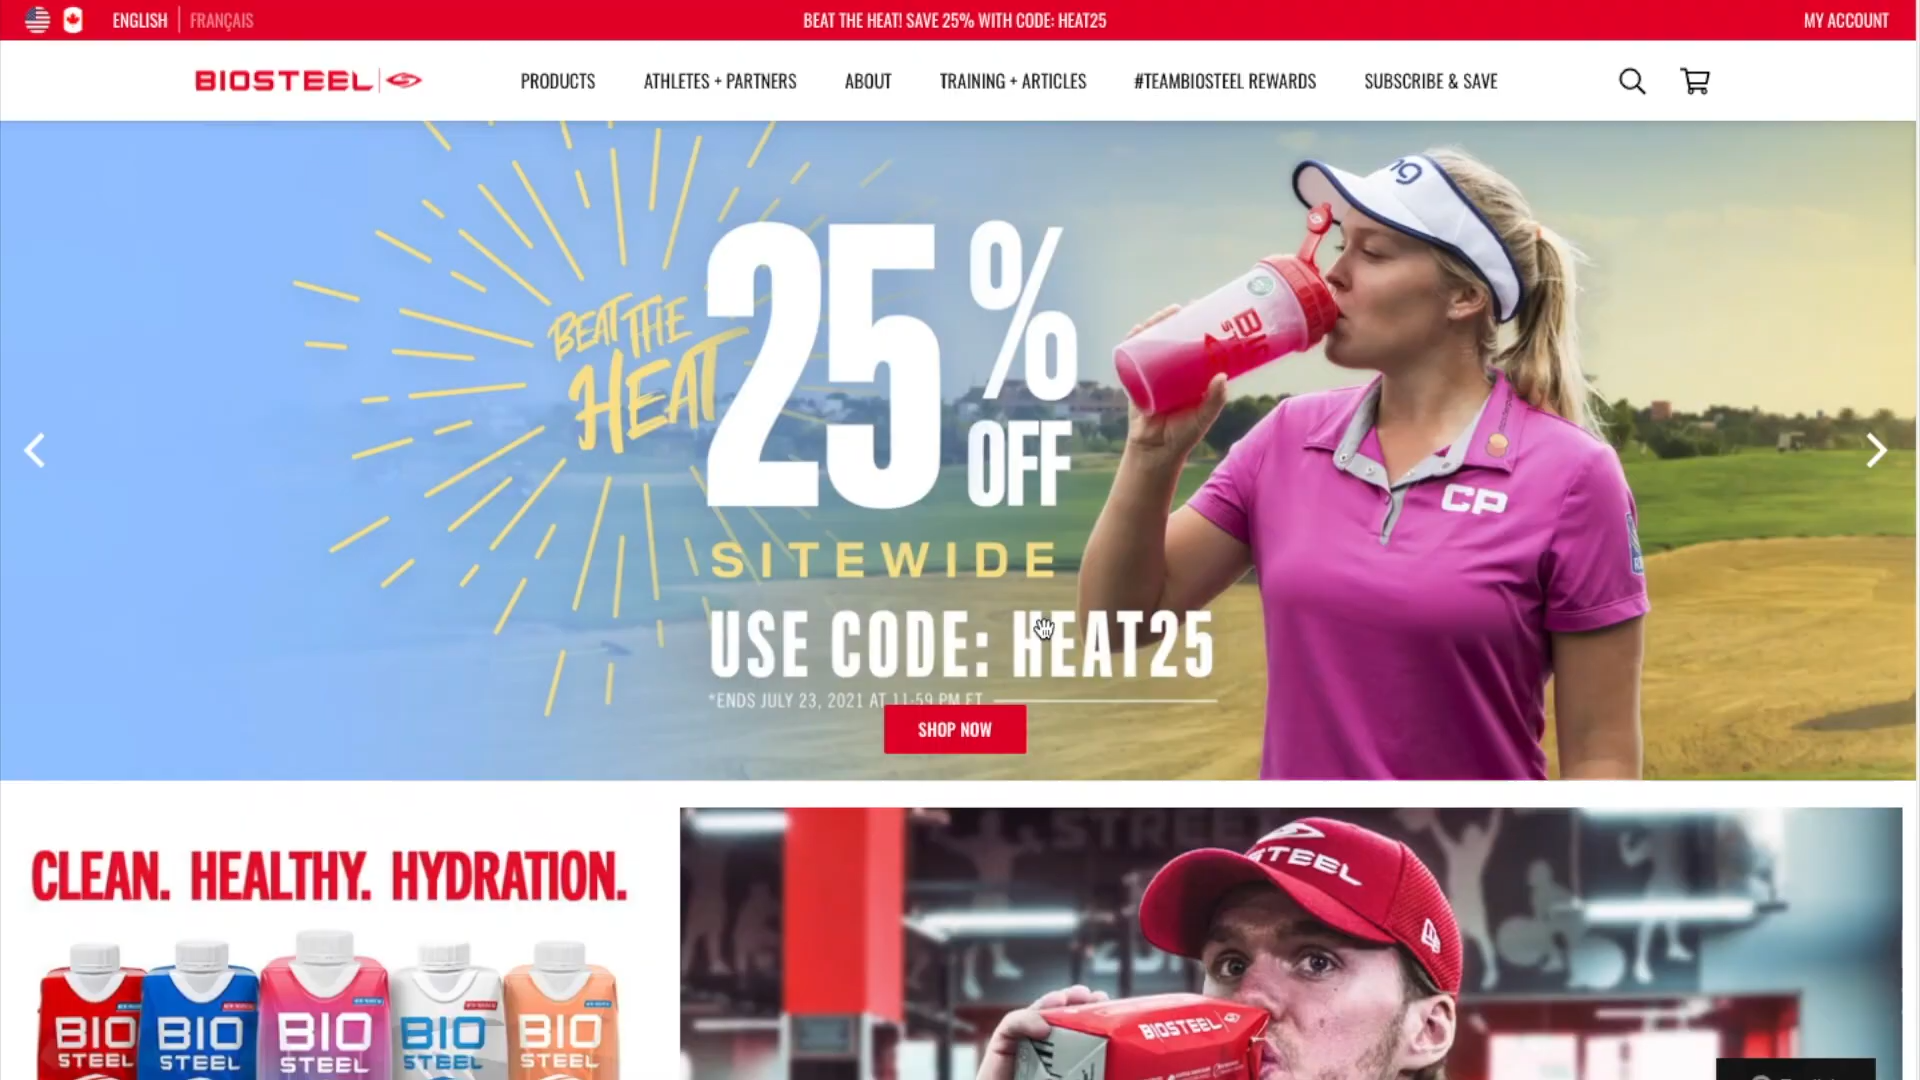 ENGLISH | FRANÇAIS
BEAT THE HEAT! SAVE 25% WITH CODE: HEAT25
MY ACCOUNT
BIOSTEEL
PRODUCTS
ATHLETES + PARTNERS
ABOUT
TRAINING + ARTICLES
#TEAMBIOSTEEL REWARDS
SUBSCRIBE & SAVE
BEAT THE
HEAT
25%
OFF
SITEWIDE
USE CODE: HEAT25
*ENDS JULY 23, 2021 AT 11:59 PM ET
SHOP NOW
CP
CLEAN. HEALTHY. HYDRATION.
BIO
STEEL
BIO
STEEL
BIO
STEEL
BIO
STEEL
BIO
STEEL
STREET
STEEL
BIOSTEEL